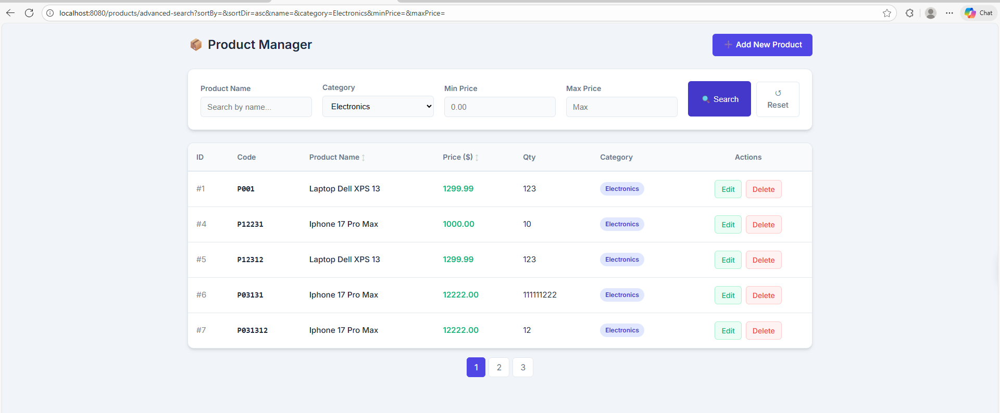 localhost:8080/products/advanced-search?sortBy=&sortDir=asc&name=&category=Electronics&minPrice=&maxPrice=
Chat
Product Manager
Add New Product
Product Name
Category
Min Price
Max Price
Search by name...
Electronics
0.00
Max
Search
Reset
ID Code Product Name Price ($) Qty Category Actions
#1 P001 Laptop Dell XPS 13 1299.99 123 Electronics Edit Delete
#4 P12231 Iphone 17 Pro Max 1000.00 10 Electronics Edit Delete
#5 P12312 Laptop Dell XPS 13 1299.99 123 Electronics Edit Delete
#6 P03131 Iphone 17 Pro Max 12222.00 111111222 Electronics Edit Delete
#7 P031312 Iphone 17 Pro Max 12222.00 12 Electronics Edit Delete
1 2 3